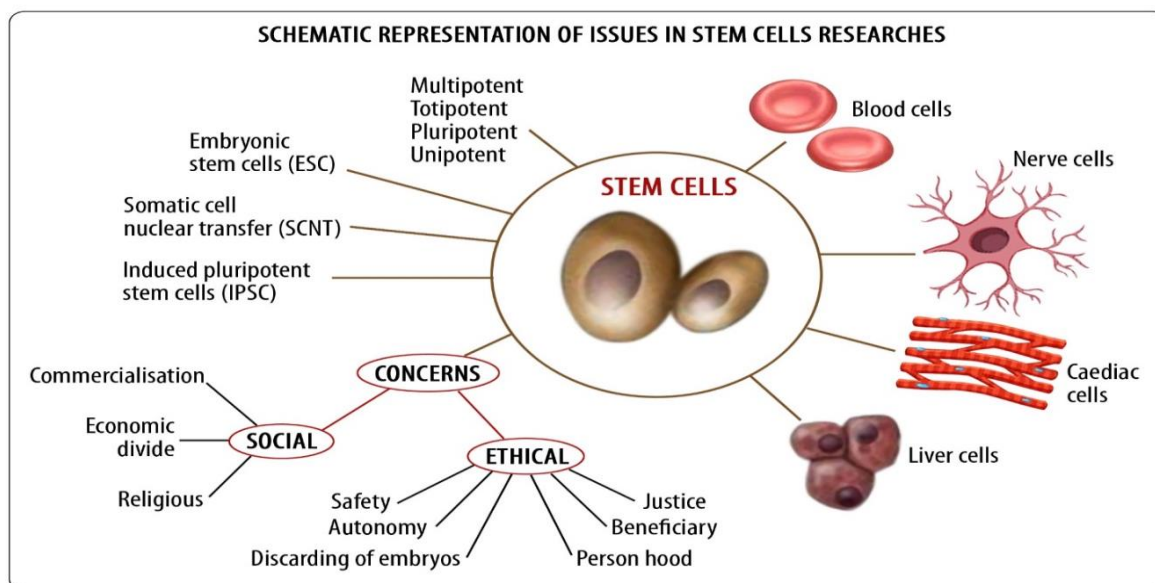 SCHEMATIC REPRESENTATION OF ISSUES IN STEM CELLS RESEARCHES
Multipotent
Totipotent
Pluripotent
Unipotent
Embryonic
stem cells (ESC)
Somatic cell
nuclear transfer (SCNT)
Induced pluripotent
stem cells (IPSC)
STEM CELLS
Blood cells
Nerve cells
Caediac
cells
Liver cells
CONCERNS
SOCIAL
Commercialisation
Economic
divide
Religious
ETHICAL
Safety
Autonomy
Discarding of embryos
Justice
Beneficiary
Person hood